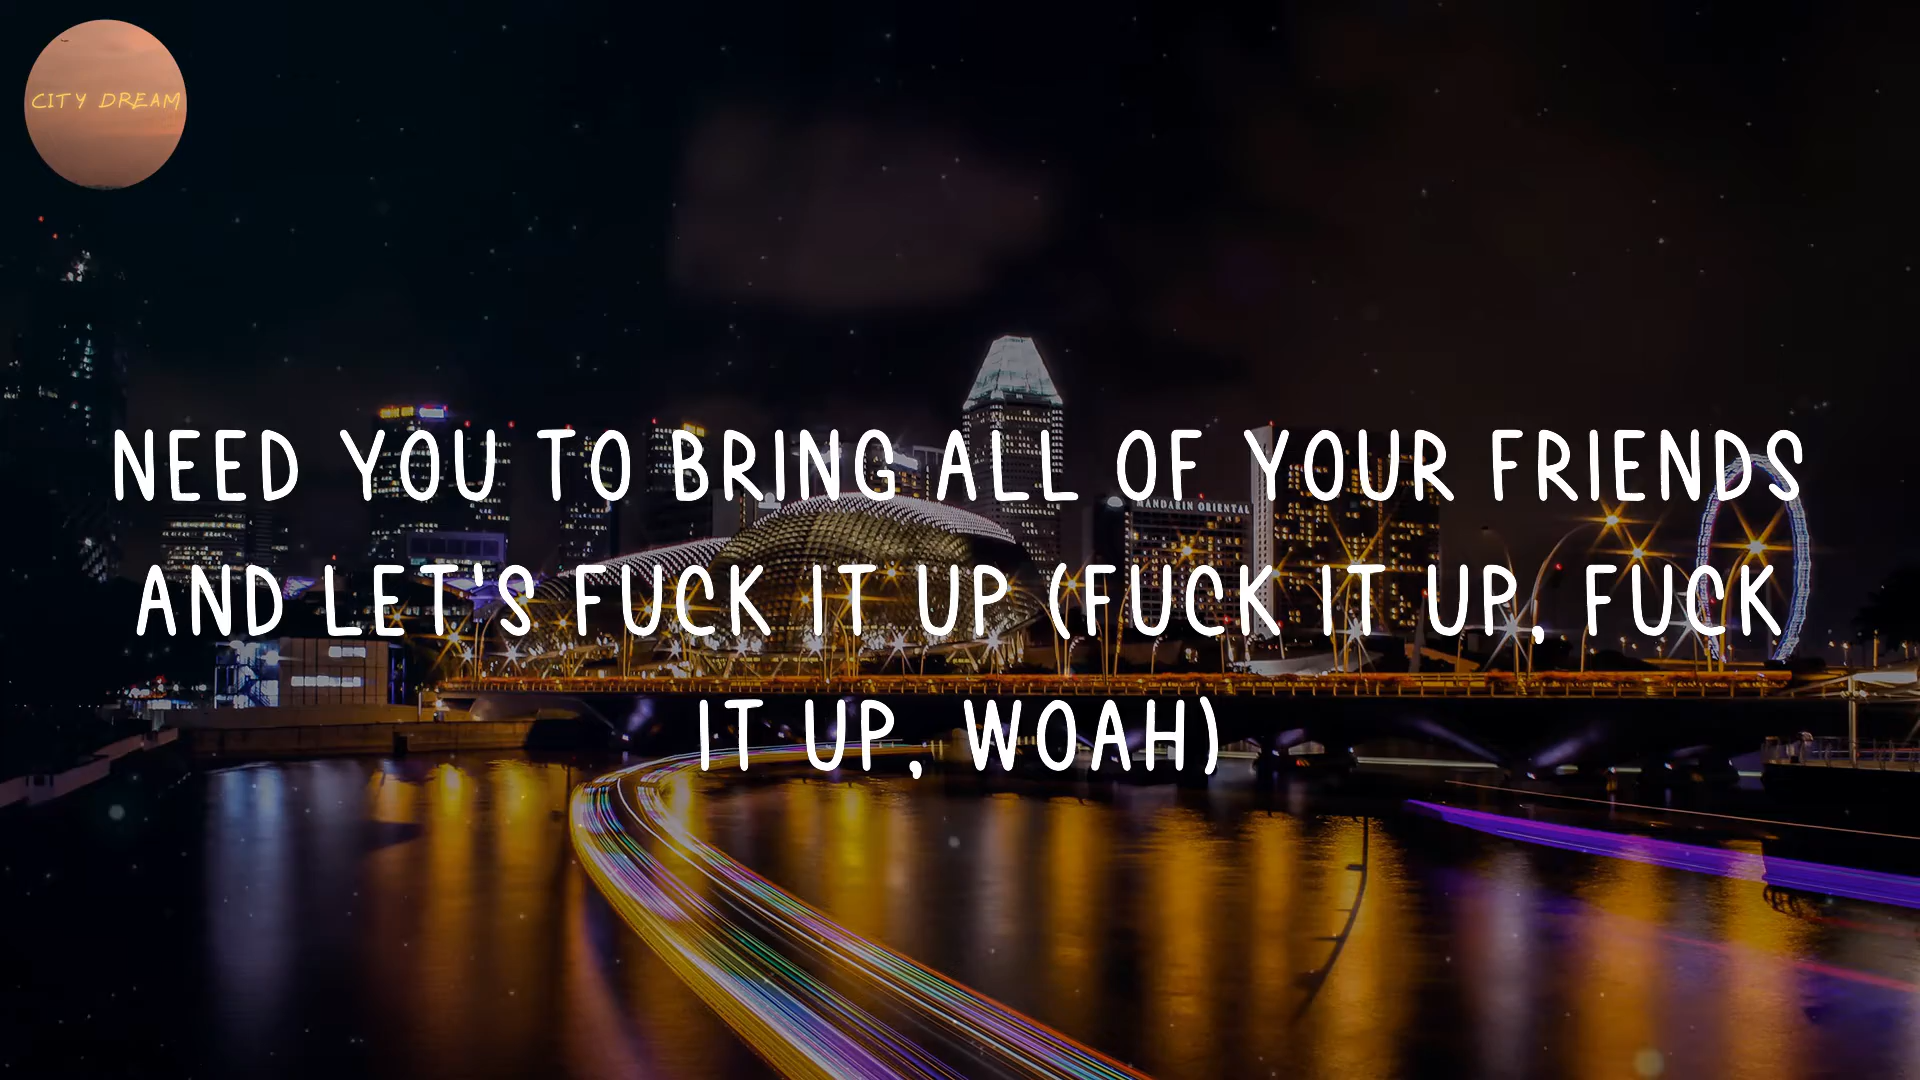 CITY DREAM
NEED YOU TO BRING ALL OF YOUR FRIENDS
MANDARIN ORIENTAL
AND LET'S FUCK IT UP (FUCK IT UP, FUCK
IT UP, WOAH)